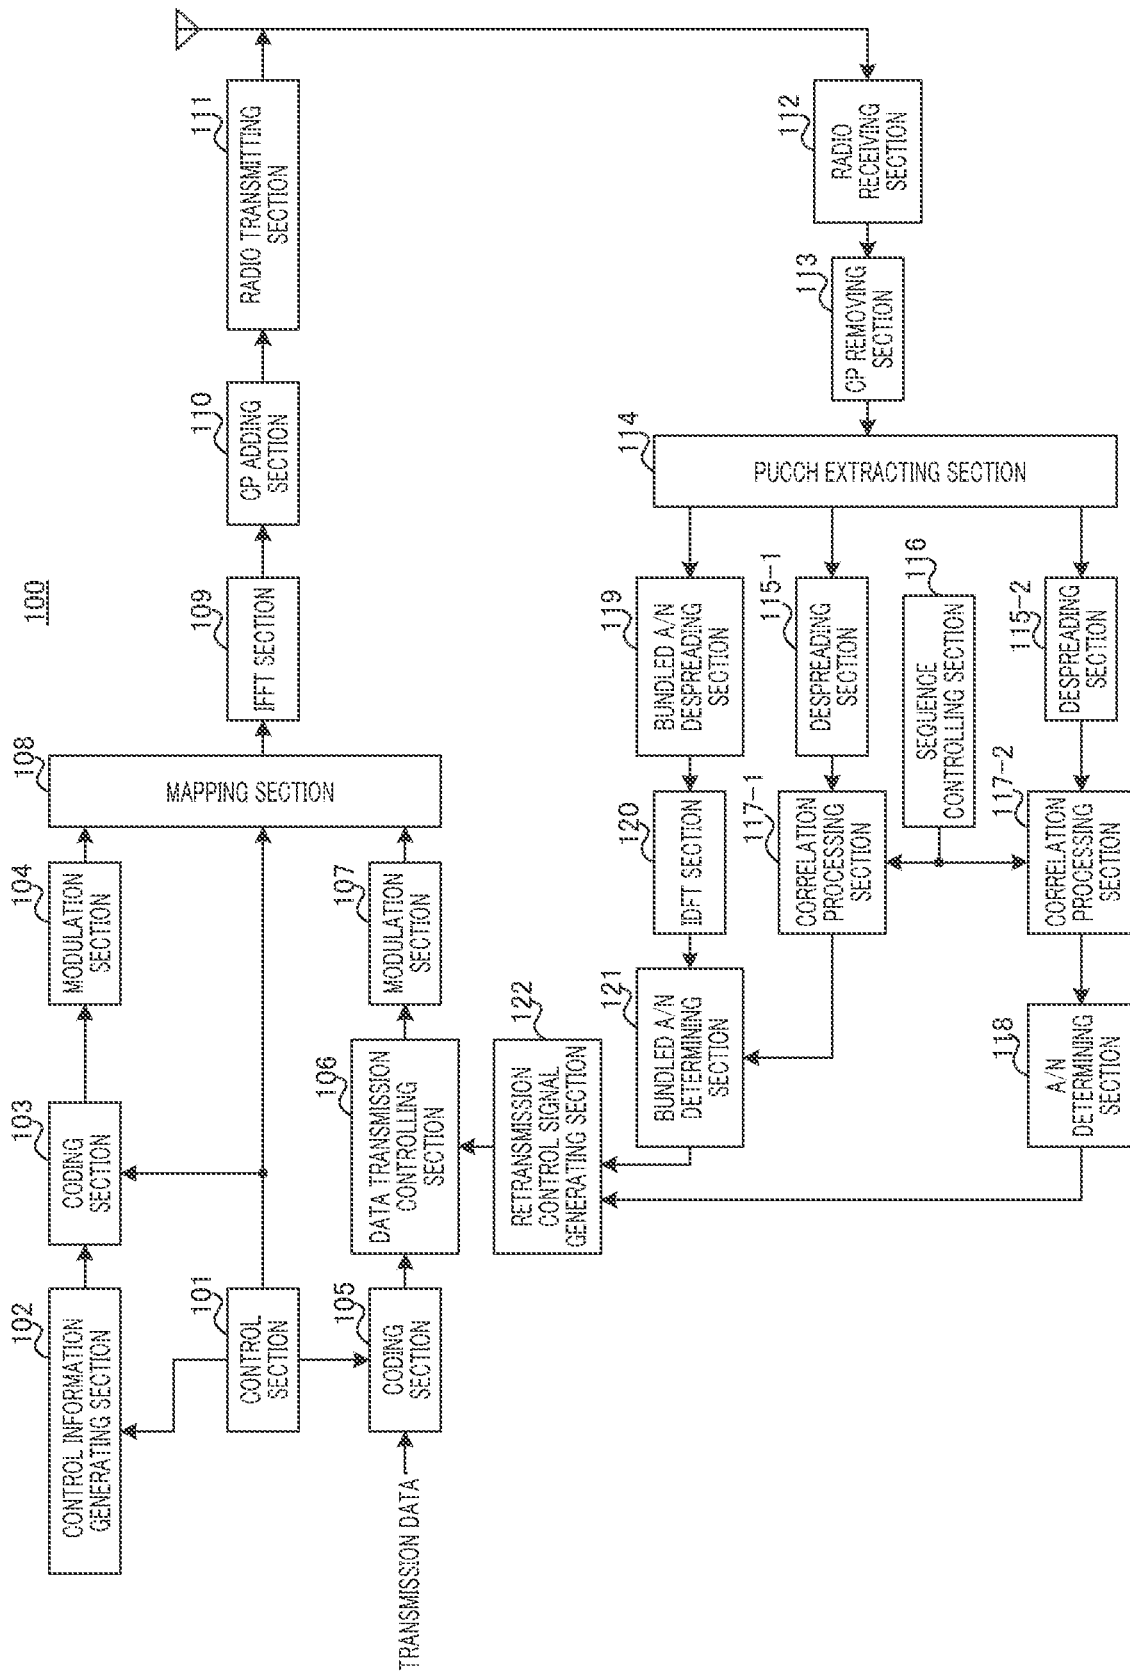 100
102
CONTROL INFORMATION
GENERATING SECTION
103
CODING
SECTION
104
MODULATION
SECTION
108
MAPPING SECTION
109
IFFT SECTION
110
CP ADDING
SECTION
111
RADIO TRANSMITTING
SECTION
101
CONTROL
SECTION
TRANSMISSION DATA
105
CODING
SECTION
106
DATA TRANSMISSION
CONTROLLING
SECTION
107
MODULATION
SECTION
122
RETRANSMISSION
CONTROL SIGNAL
GENERATING SECTION
121
BUNDLED A/N
DETERMINING
SECTION
120
IDFT SECTION
119
BUNDLED A/N
DESPREADING
SECTION
114
PUCCH EXTRACTING SECTION
113
CP REMOVING
SECTION
112
RADIO
RECEIVING
SECTION
117-1
CORRELATION
PROCESSING
SECTION
115-1
DESPREADING
SECTION
116
SEQUENCE
CONTROLLING SECTION
118
A/N
DETERMINING
SECTION
117-2
CORRELATION
PROCESSING
SECTION
115-2
DESPREADING
SECTION